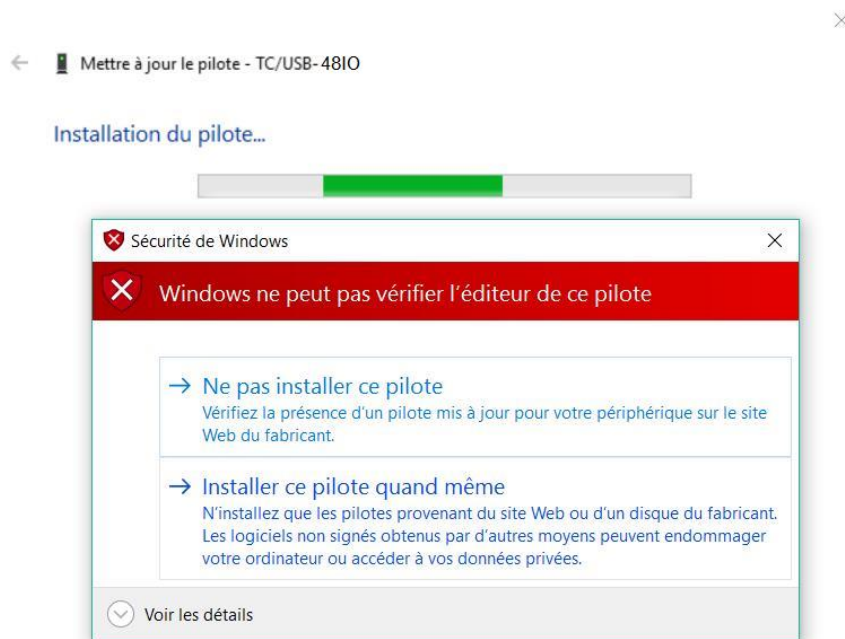 Mettre à jour le pilote - TC/USB-48IO
Installation du pilote...
Sécurité de Windows
Windows ne peut pas vérifier l’éditeur de ce pilote
Ne pas installer ce pilote
Vérifiez la présence d’un pilote mis à jour pour votre périphérique sur le site
Web du fabricant.
Installer ce pilote quand même
N’installez que les pilotes provenant du site Web ou d’un disque du fabricant.
Les logiciels non signés obtenus par d’autres moyens peuvent endommager
votre ordinateur ou accéder à vos données privées.
Voir les détails